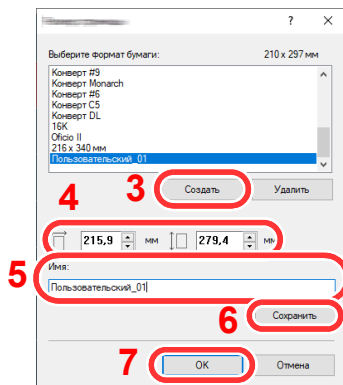 ? ×
Выберите формат бумаги: 210 x 297 мм
Конверт #9
Конверт Monarch
Конверт #6
Конверт C5
Конверт DL
16K
Oficio II
216 x 340 мм
Пользовательский_01
3 Создать Удалить
4
215,9 мм 279,4 мм
5 Имя:
Пользовательский_01
6 Сохранить
7 OK Отмена